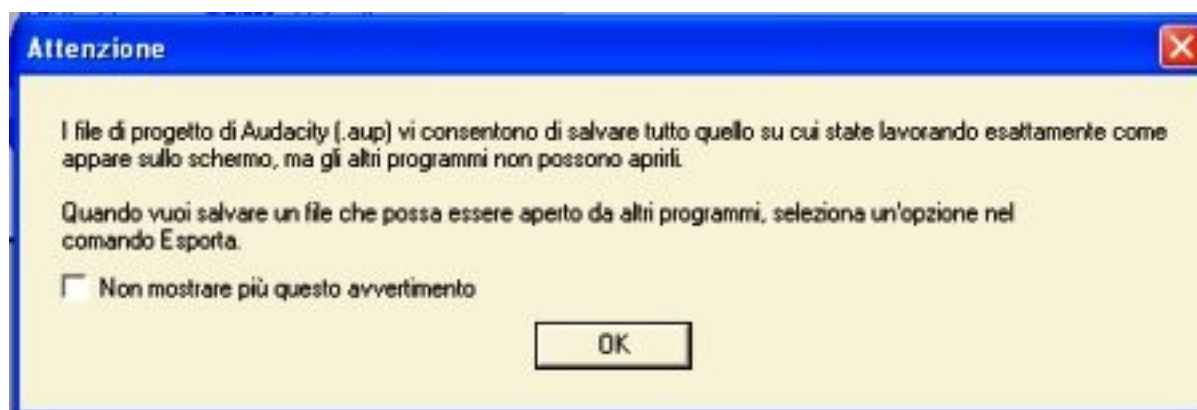 Attenzione
I file di progetto di Audacity (.aup) vi consentono di salvare tutto quello su cui state lavorando esattamente come
appare sullo schermo, ma gli altri programmi non possono aprirli.
Quando vuoi salvare un file che possa essere aperto da altri programmi, seleziona un'opzione nel
comando Esporta.
Non mostrare più questo avvertimento
OK